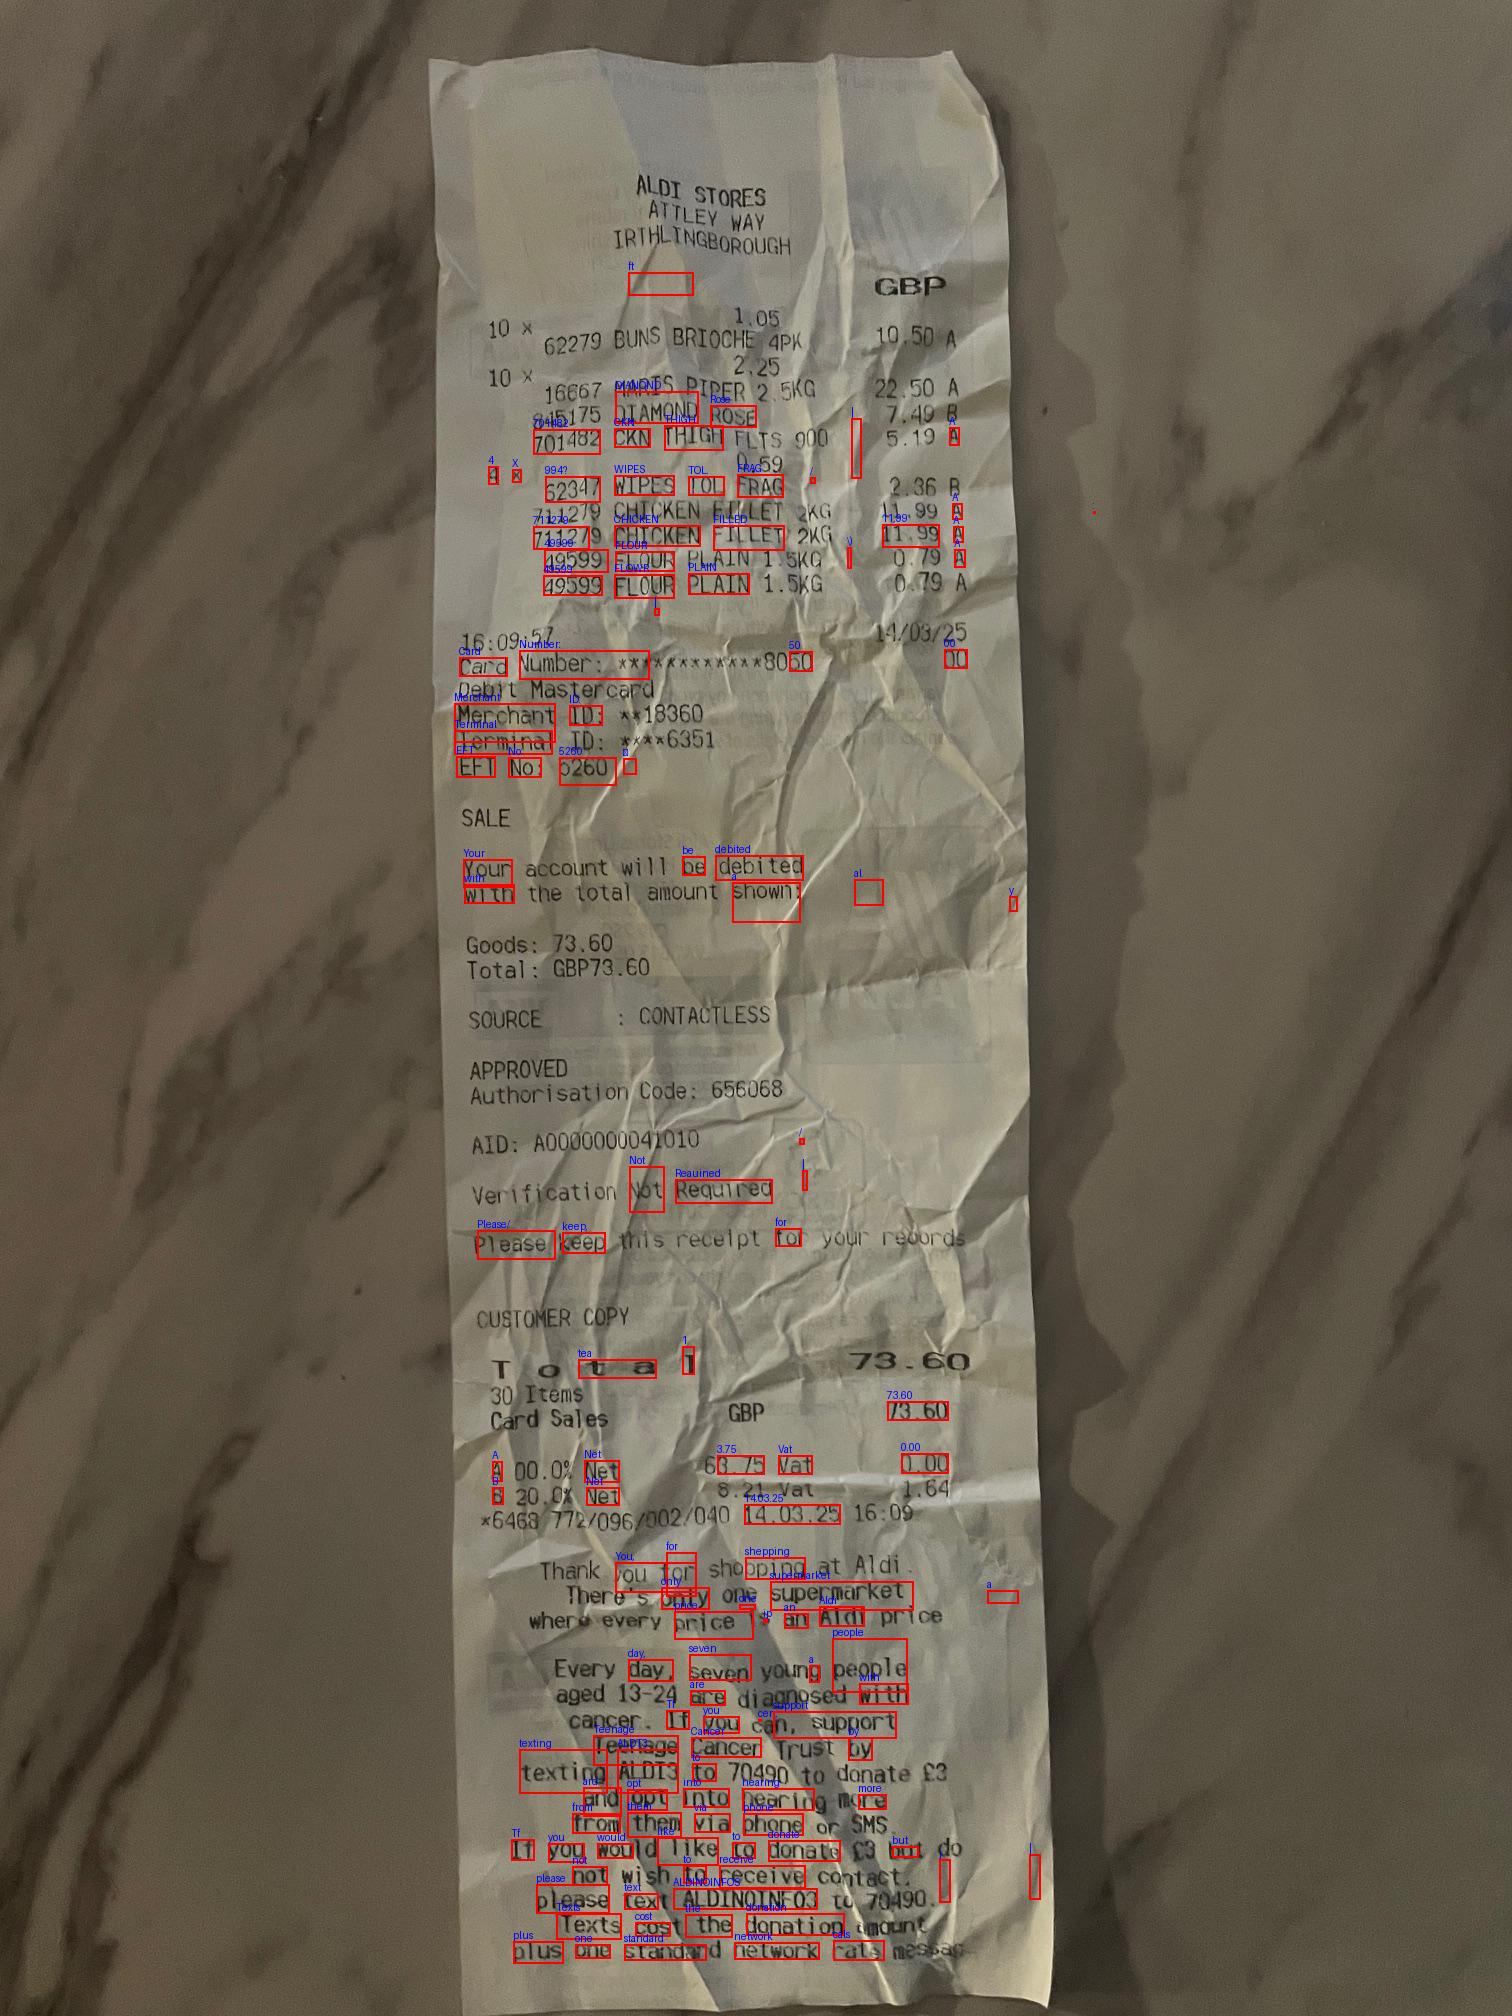 ALDI STORES
ATTLEY WAY
IRTHLINGBOROUGH
GBP
1.05
10 x
62279 BUNS BRIOCHE 4PK 10.50 A
2.25
10 x
16667 MARIS PIPER 2.5KG 22.50 A
845175 DIAMOND ROSE 7.49 B
701482 CKN THIGH FLTS 900 5.19 A
0.59
4 x
62347 WIPES TOL FRAG 2.36 B
711279 CHICKEN FILLET 2KG 11.99 A
711279 CHICKEN FILLET 2KG 11.99 A
49599 FLOUR PLAIN 1.5KG 0.79 A
49599 FLOUR PLAIN 1.5KG 0.79 A
16:09:57 14/03/25
Card Number: ************8050 00
Debit Mastercard
Merchant ID: **18360
Terminal ID: ****6351
EFT No: 5260
SALE
Your account will be debited
with the total amount shown:
Goods: 73.60
Total: GBP73.60
SOURCE : CONTACTLESS
APPROVED
Authorisation Code: 656068
AID: A0000000041010
Verification Not Required
Please keep this receipt for your records
CUSTOMER COPY
Total 73.60
30 Items
Card Sales GBP 73.60
A 00.0% Net 63.75 Vat 0.00
B 20.0% Net 8.21 Vat 1.64
*6468 772/096/002/040 14.03.25 16:09
Thank you for shopping at Aldi.
There's only one supermarket
where every price is an Aldi price
Every day, seven young people
aged 13-24 are diagnosed with
cancer. If you can, support
Teenage Cancer Trust by
texting ALDI3 to 70490 to donate £3
and opt into hearing more
from them via phone or SMS.
If you would like to donate £3 but do
not wish to receive contact.
please text ALDINOINFO3 to 70490.
Texts cost the donation amount
plus one standard network rate